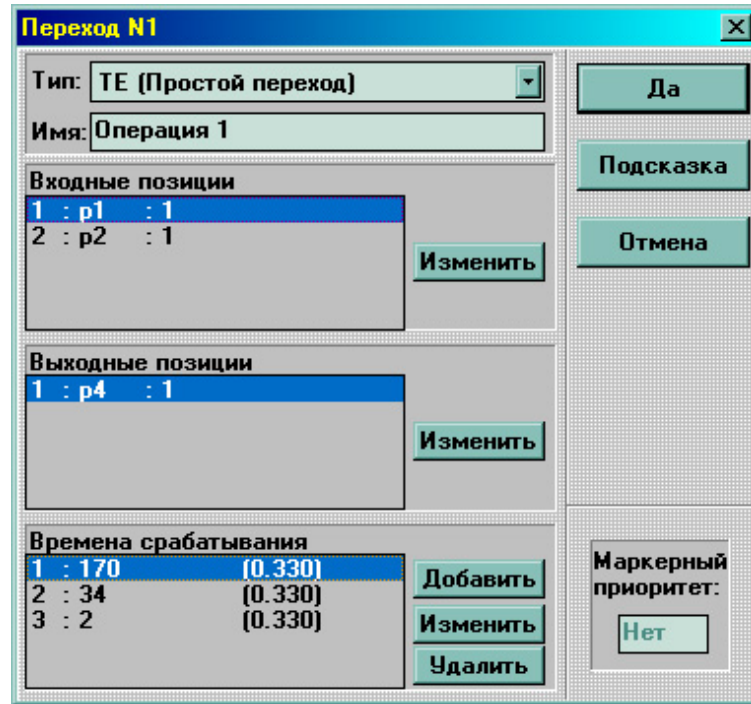 Переход N1
Тип: ТЕ (Простой переход)
Имя: Операция 1
Входные позиции
1 : p1 : 1
2 : p2 : 1
Изменить
Выходные позиции
1 : p4 : 1
Изменить
Времена срабатывания
1 : 170 (0.330)
2 : 34 (0.330)
3 : 2 (0.330)
Добавить
Изменить
Удалить
Да
Подсказка
Отмена
Маркерный
приоритет:
Нет